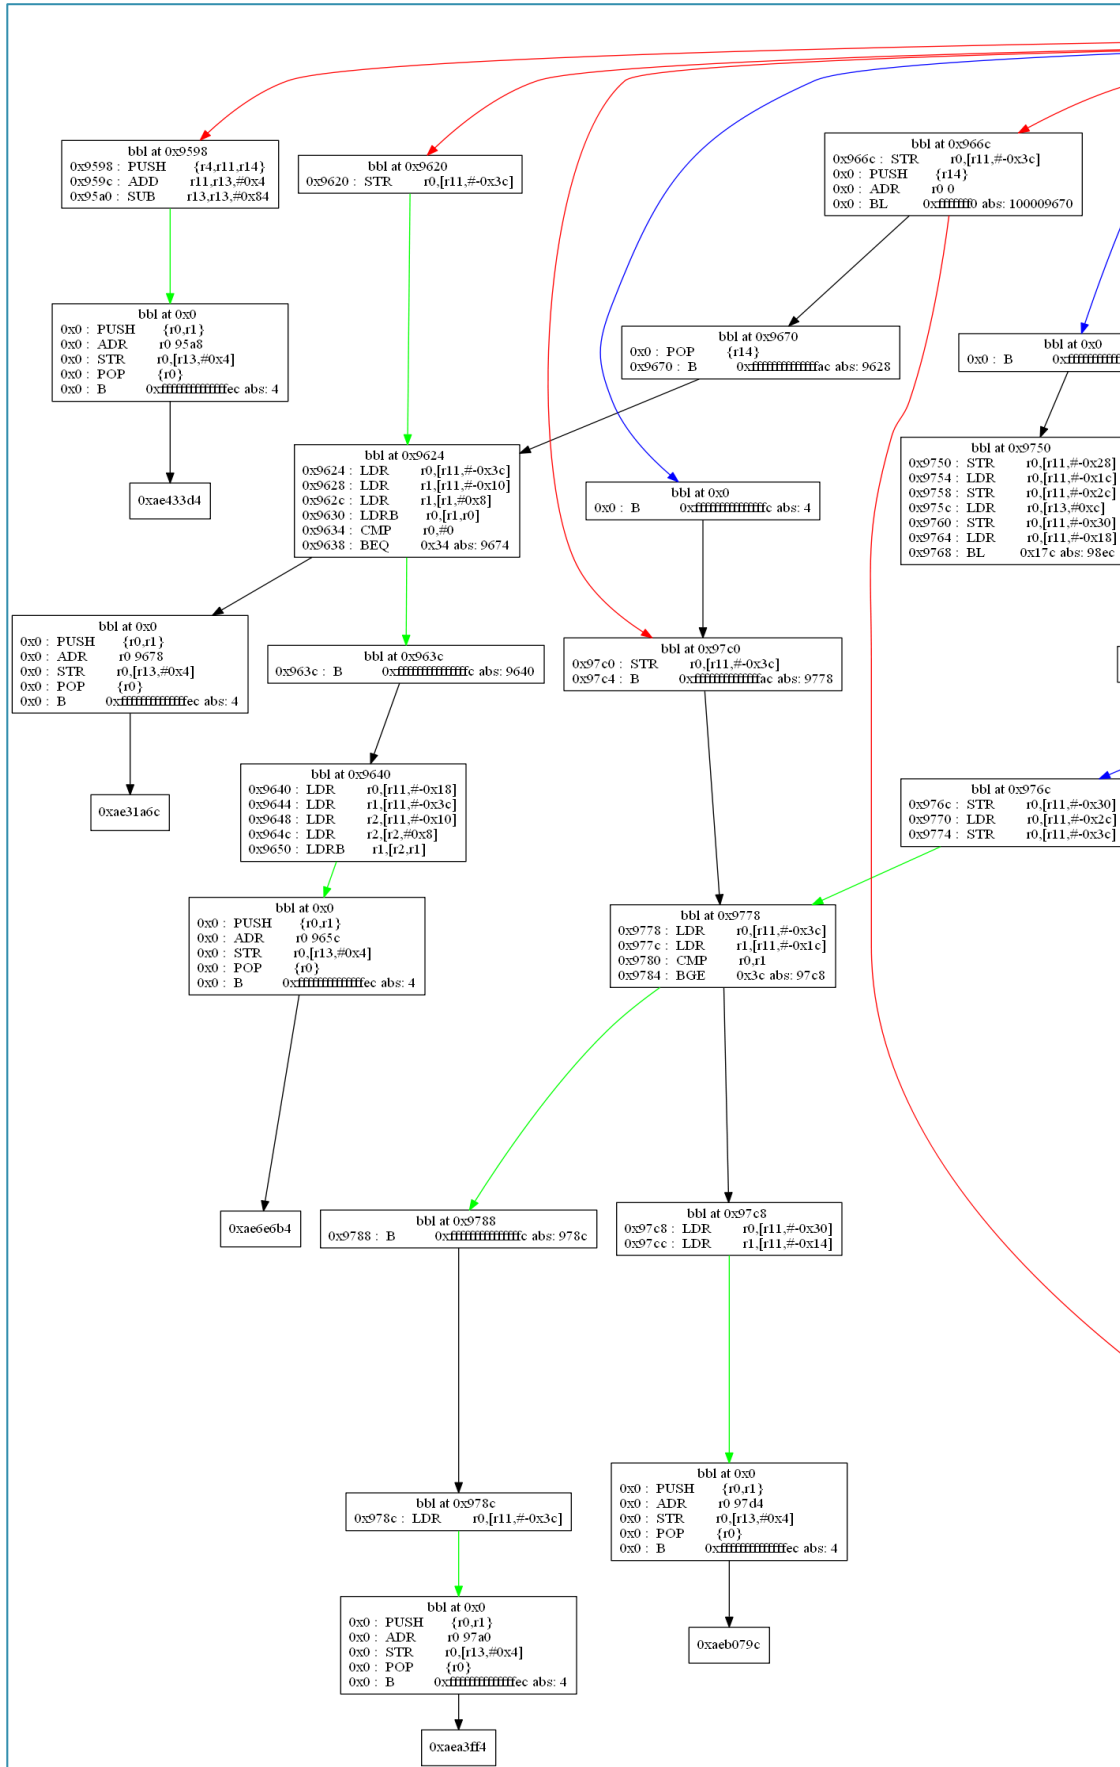 bbl at 0x9598
0x9598 : PUSH {r4,r11,r14}
0x959c : ADD r11,r13,#0x4
0x95a0 : SUB r13,r13,#0x84
bbl at 0x9620
0x9620 : STR r0,[r11,#-0x3c]
bbl at 0x966c
0x966c : STR r0,[r11,#-0x3c]
0x0 : PUSH {r14}
0x0 : ADR r0 0
0x0 : BL 0xfffffff0 abs: 100009670
bbl at 0x0
0x0 : PUSH {r0,r1}
0x0 : ADR r0 95a8
0x0 : STR r0,[r13,#0x4]
0x0 : POP {r0}
0x0 : B 0xffffffffffffffec abs: 4
bbl at 0x9670
0x0 : POP {r14}
0x9670 : B 0xffffffffffffffac abs: 9628
bbl at 0x0
0x0 : B
bbl at 0x9624
0x9624 : LDR r0,[r11,#-0x3c]
0x9628 : LDR r1,[r11,#-0x10]
0x962c : LDR r1,[r1,#0x8]
0x9630 : LDRB r0,[r1,r0]
0x9634 : CMP r0,#0
0x9638 : BEQ 0x34 abs: 9674
bbl at 0x9750
0x9750 : STR r0,[r11,#-0x28]
0x9754 : LDR r0,[r11,#-0x1c]
0x9758 : STR r0,[r11,#-0x2c]
0x975c : LDR r0,[r13,#0xc]
0x9760 : STR r0,[r11,#-0x30]
0x9764 : LDR r0,[r11,#-0x18]
0x9768 : BL 0x17c abs: 98ec
0xae433d4
bbl at 0x0
0x0 : B 0xfffffffffffffffc abs: 4
bbl at 0x0
0x0 : PUSH {r0,r1}
0x0 : ADR r0 9678
0x0 : STR r0,[r13,#0x4]
0x0 : POP {r0}
0x0 : B 0xffffffffffffffec abs: 4
bbl at 0x963c
0x963c : B 0xfffffffffffffffc abs: 9640
bbl at 0x97c0
0x97c0 : STR r0,[r11,#-0x3c]
0x97c4 : B 0xffffffffffffffac abs: 9778
0xae31a6c
bbl at 0x9640
0x9640 : LDR r0,[r11,#-0x18]
0x9644 : LDR r1,[r11,#-0x3c]
0x9648 : LDR r2,[r11,#-0x10]
0x964c : LDR r2,[r2,#0x8]
0x9650 : LDRB r1,[r2,r1]
bbl at 0x976c
0x976c : STR r0,[r11,#-0x30]
0x9770 : LDR r0,[r11,#-0x2c]
0x9774 : STR r0,[r11,#-0x3c]
bbl at 0x0
0x0 : PUSH {r0,r1}
0x0 : ADR r0 965c
0x0 : STR r0,[r13,#0x4]
0x0 : POP {r0}
0x0 : B 0xffffffffffffffec abs: 4
bbl at 0x9778
0x9778 : LDR r0,[r11,#-0x3c]
0x977c : LDR r1,[r11,#-0x1c]
0x9780 : CMP r0,r1
0x9784 : BGE 0x3c abs: 97c8
0xae6e6b4
bbl at 0x9788
0x9788 : B 0xfffffffffffffffc abs: 978c
bbl at 0x97c8
0x97c8 : LDR r0,[r11,#-0x30]
0x97cc : LDR r1,[r11,#-0x14]
bbl at 0x978c
0x978c : LDR r0,[r11,#-0x3c]
bbl at 0x0
0x0 : PUSH {r0,r1}
0x0 : ADR r0 97d4
0x0 : STR r0,[r13,#0x4]
0x0 : POP {r0}
0x0 : B 0xffffffffffffffec abs: 4
bbl at 0x0
0x0 : PUSH {r0,r1}
0x0 : ADR r0 97a0
0x0 : STR r0,[r13,#0x4]
0x0 : POP {r0}
0x0 : B 0xffffffffffffffec abs: 4
0xaeb079c
0xaea3ff4